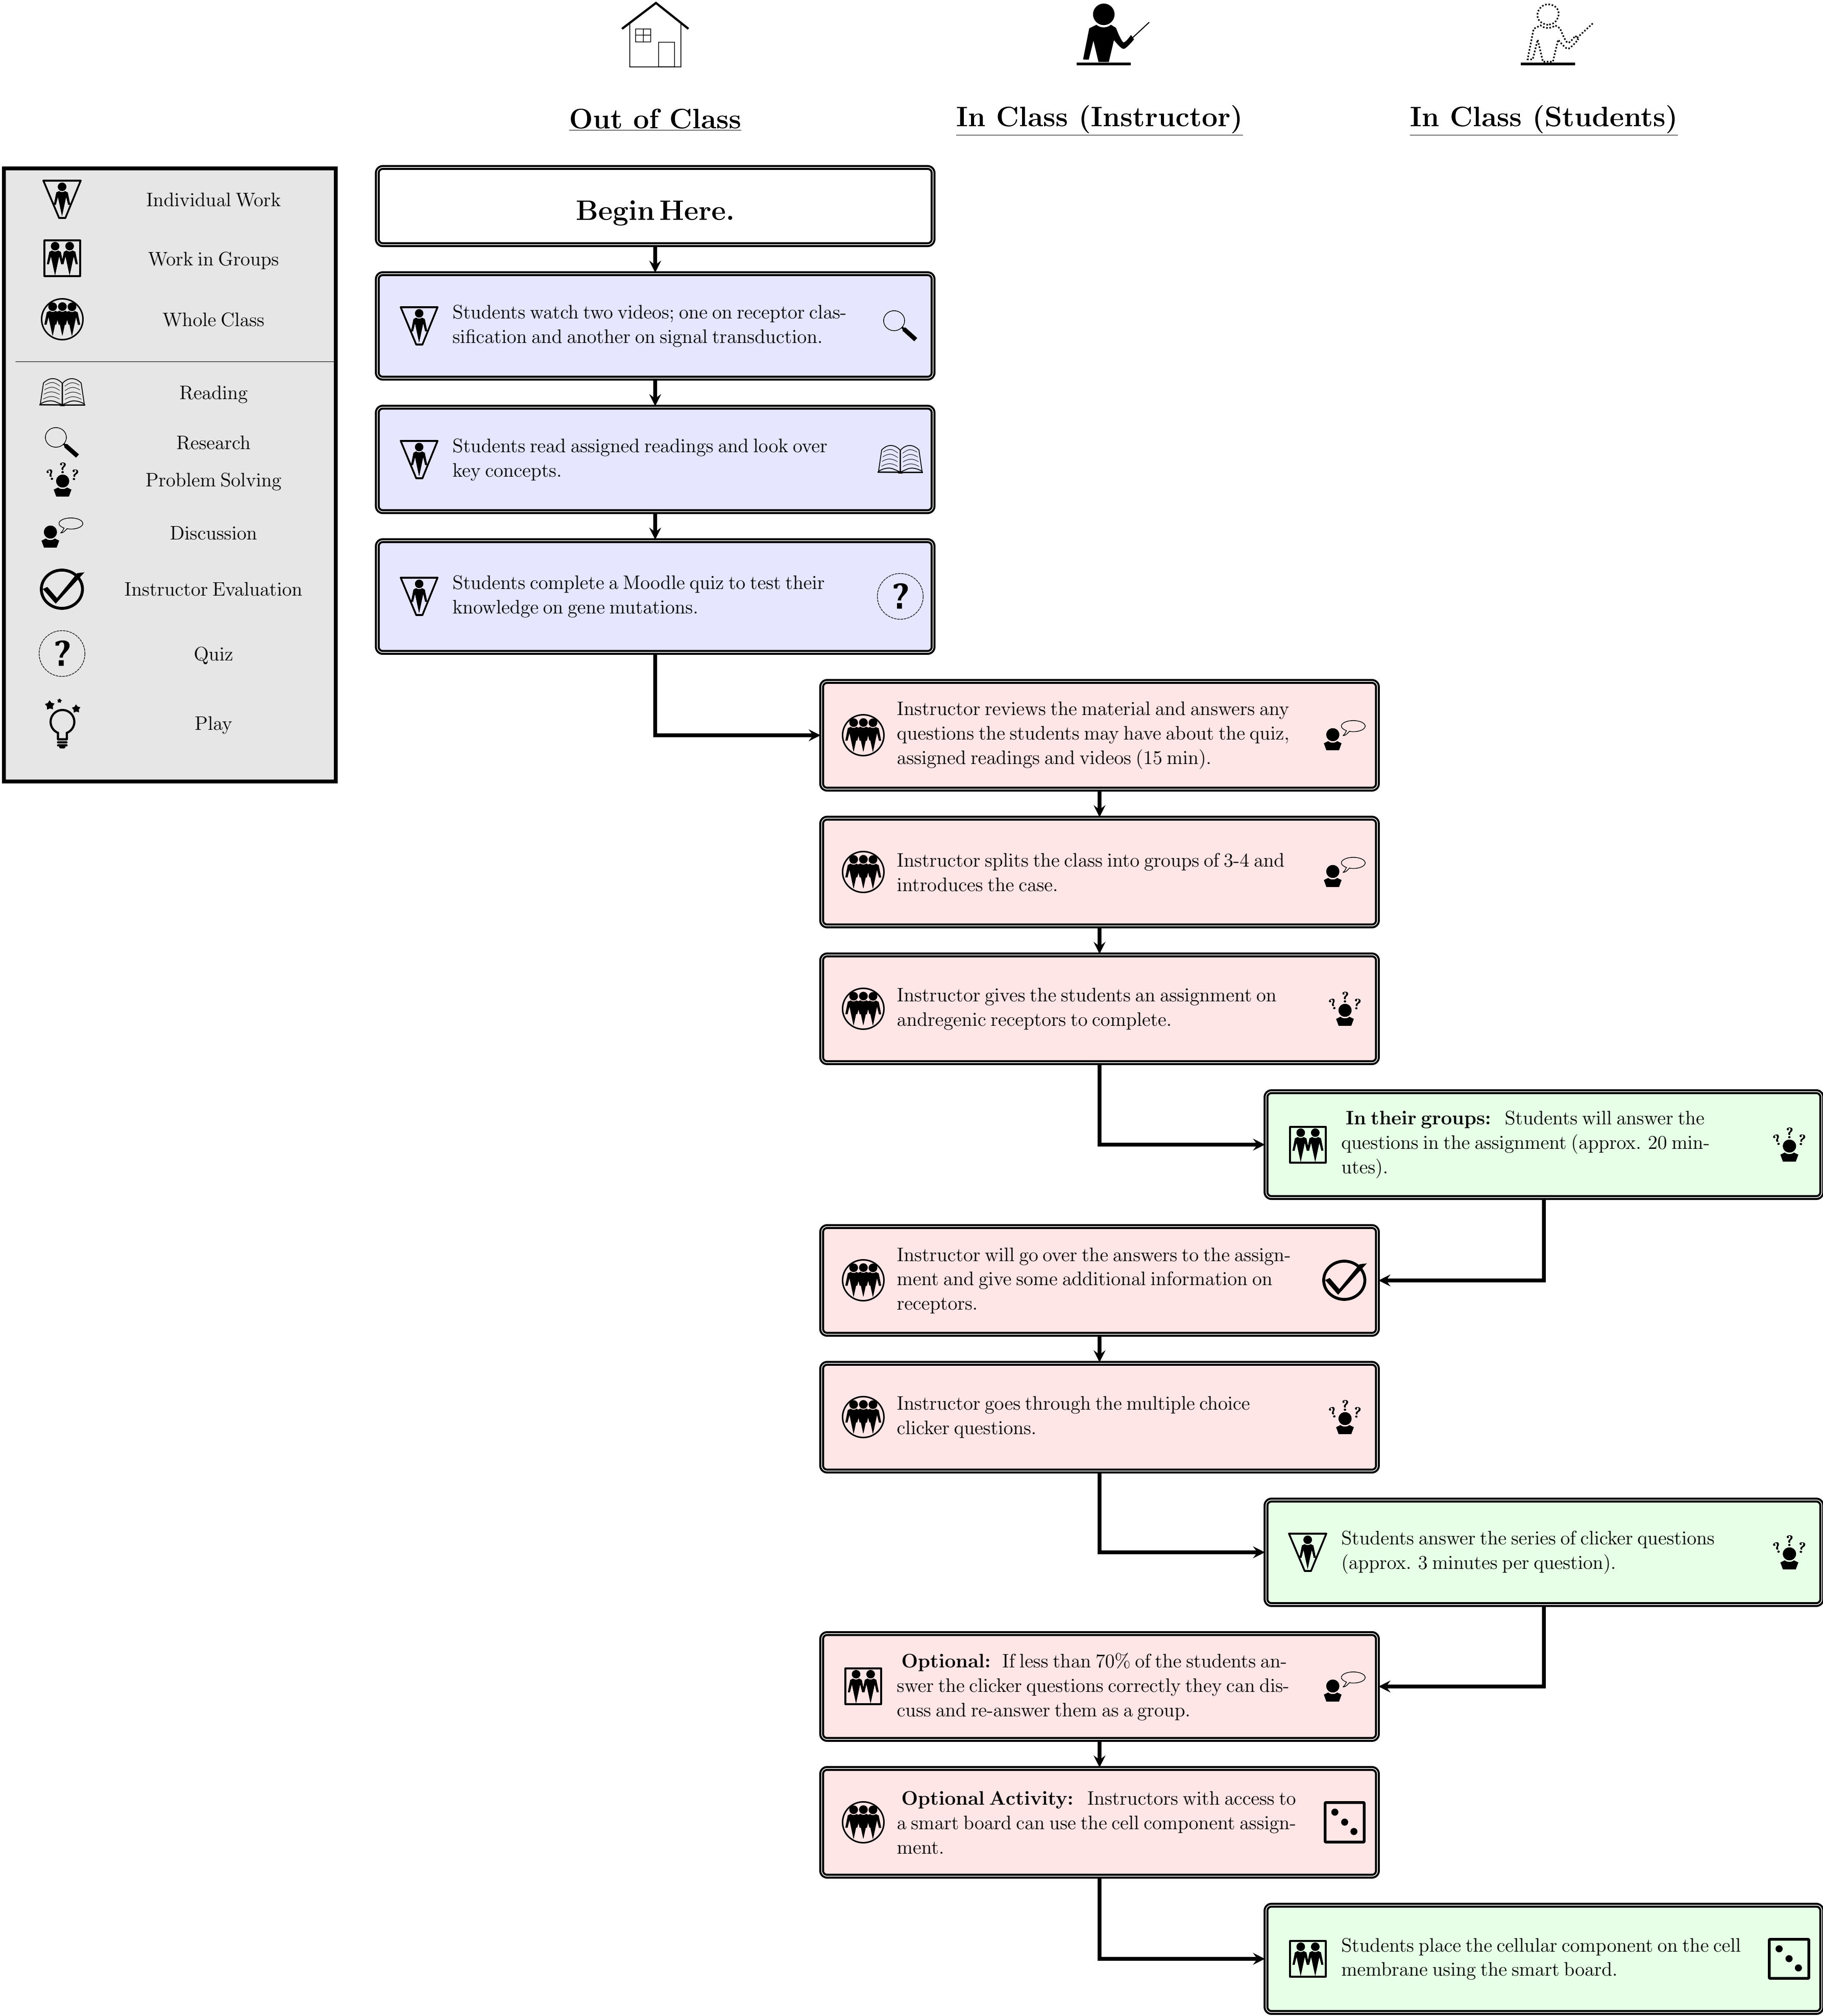 Out of Class
In Class (Instructor)
In Class (Students)
Individual Work
Work in Groups
Whole Class
Reading
Research
Problem Solving
Discussion
Instructor Evaluation
Quiz
Play
Begin Here.
Students watch two videos; one on receptor clas-
sification and another on signal transduction.
Students read assigned readings and look over
key concepts.
Students complete a Moodle quiz to test their
knowledge on gene mutations.
Instructor reviews the material and answers any
questions the students may have about the quiz,
assigned readings and videos (15 min).
Instructor splits the class into groups of 3-4 and
introduces the case.
Instructor gives the students an assignment on
andregenic receptors to complete.
In their groups: Students will answer the
questions in the assignment (approx. 20 min-
utes).
Instructor will go over the answers to the assign-
ment and give some additional information on
receptors.
Instructor goes through the multiple choice
clicker questions.
Students answer the series of clicker questions
(approx. 3 minutes per question).
Optional: If less than 70% of the students an-
swer the clicker questions correctly they can dis-
cuss and re-answer them as a group.
Optional Activity: Instructors with access to
a smart board can use the cell component assign-
ment.
Students place the cellular component on the cell
membrane using the smart board.